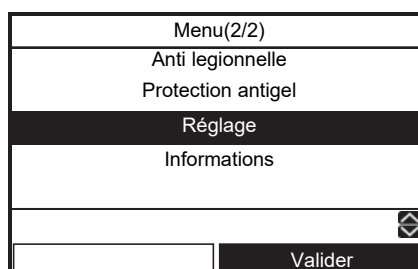 Menu(2/2)
Anti legionnelle
Protection antigel
Réglage
Informations
Valider